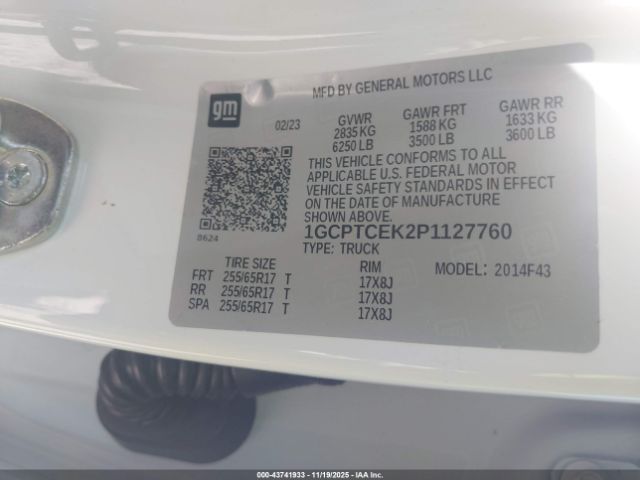 MFD BY GENERAL MOTORS LLC
gm
02/23
GVWR GAWR FRT GAWR RR
2835 KG 1588 KG 1633 KG
6250 LB 3500 LB 3600 LB
THIS VEHICLE CONFORMS TO ALL
APPLICABLE U.S. FEDERAL MOTOR
VEHICLE SAFETY STANDARDS IN EFFECT
ON THE DATE OF MANUFACTURE
SHOWN ABOVE.
8624
1GCPTCEK2P1127760
TYPE: TRUCK
TIRE SIZE RIM MODEL: 2014F43
FRT 255/65R17 T 17X8J
RR 255/65R17 T 17X8J
SPA 255/65R17 T 17X8J
000-43741933 - 11/19/2025 - IAA, Inc.